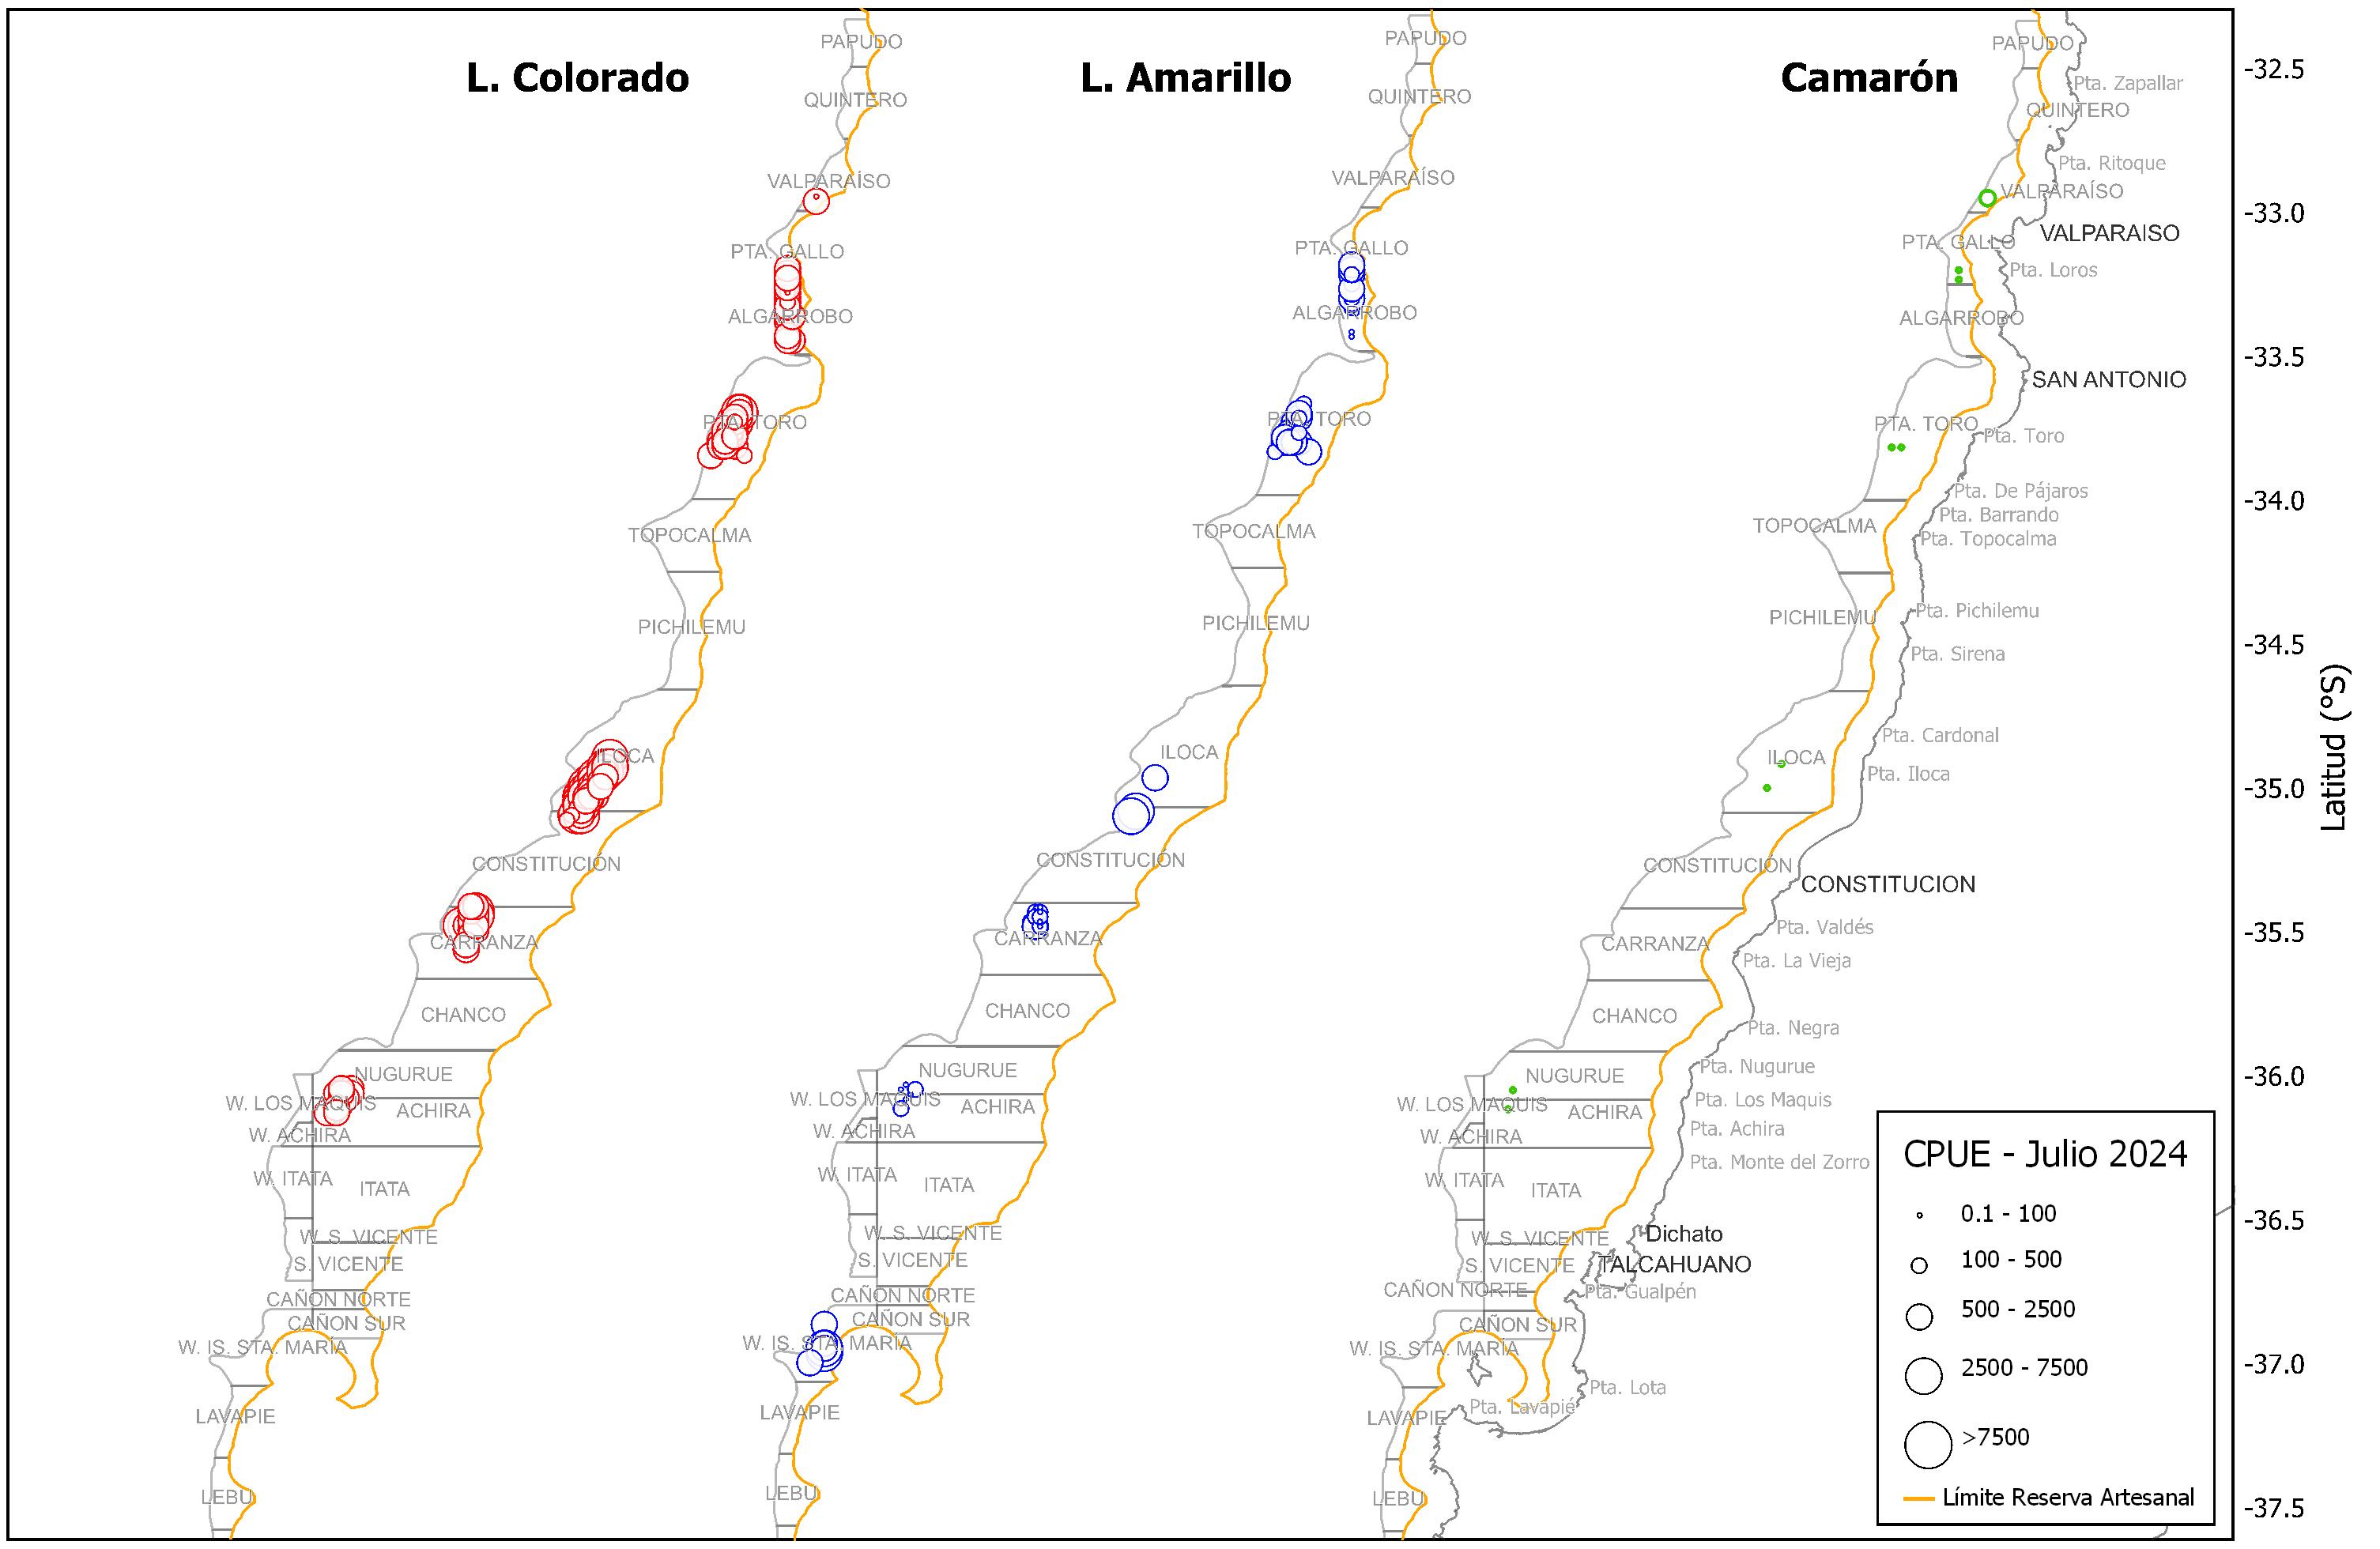 L. Colorado
PAPUDO
QUINTERO
VALPARAÍSO
PTA. GALLO
ALGARROBO
PTA. TORO
TOPOCALMA
PICHILEMU
ILOCA
CONSTITUCIÓN
CARRANZA
CHANCO
NUGURUE
W. LOS MAQUIS
ACHIRA
W. ACHIRA
W. ITATA
ITATA
W. S. VICENTE
S. VICENTE
CAÑON NORTE
CAÑON SUR
W. IS. STA. MARÍA
LAVAPIE
LEBU
L. Amarillo
PAPUDO
QUINTERO
VALPARAÍSO
PTA. GALLO
ALGARROBO
PTA. TORO
TOPOCALMA
PICHILEMU
ILOCA
CONSTITUCIÓN
CARRANZA
CHANCO
NUGURUE
W. LOS MAQUIS
ACHIRA
W. ACHIRA
W. ITATA
ITATA
W. S. VICENTE
S. VICENTE
CAÑON NORTE
CAÑON SUR
W. IS. STA. MARÍA
LAVAPIE
LEBU
Camarón
PAPUDO
QUINTERO
VALPARAÍSO
PTA. GALLO
ALGARROBO
PTA. TORO
TOPOCALMA
PICHILEMU
ILOCA
CONSTITUCIÓN
CARRANZA
CHANCO
NUGURUE
W. LOS MAQUIS
ACHIRA
W. ACHIRA
W. ITATA
ITATA
W. S. VICENTE
S. VICENTE
CAÑON NORTE
CAÑON SUR
W. IS. STA. MARÍA
LAVAPIE
LEBU
Pta. Zapallar
Pta. Ritoque
VALPARAISO
Pta. Loros
SAN ANTONIO
Pta. Toro
Pta. De Pájaros
Pta. Barrando
Pta. Topocalma
Pta. Pichilemu
Pta. Sirena
Pta. Cardonal
Pta. Iloca
CONSTITUCION
Pta. Valdés
Pta. La Vieja
Pta. Negra
Pta. Nugurue
Pta. Los Maquis
Pta. Achira
Pta. Monte del Zorro
Dichato
TALCAHUANO
Pta. Gualpén
Pta. Lota
Pta. Lavapié
CPUE - Julio 2024
0.1 - 100
100 - 500
500 - 2500
2500 - 7500
>7500
Límite Reserva Artesanal
-32.5
-33.0
-33.5
-34.0
-34.5
-35.0
-35.5
-36.0
-36.5
-37.0
-37.5
Latitud (°S)